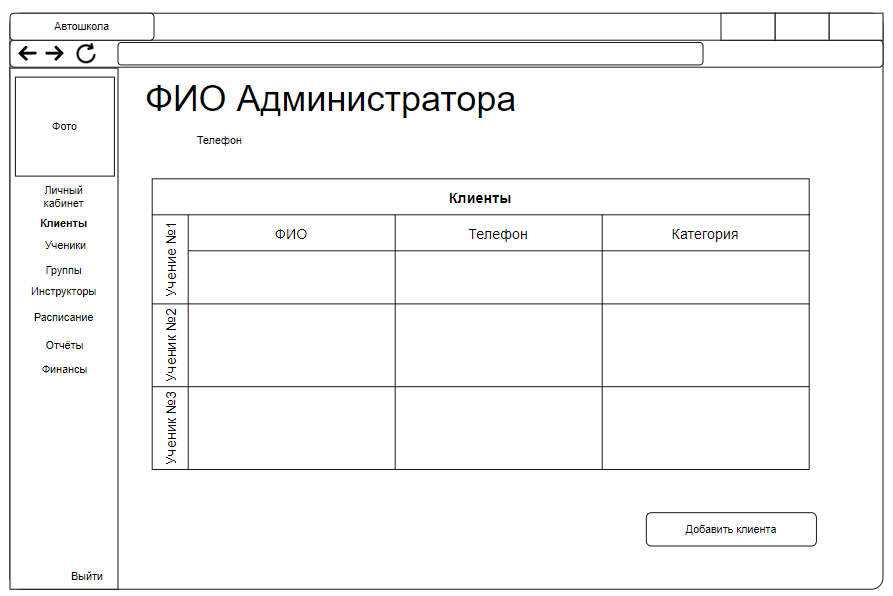 Автошкола
Фото
Личный
кабинет
Клиенты
Ученики
Группы
Инструкторы
Расписание
Отчёты
Финансы
Выйти
ФИО Администратора
Телефон
Клиенты
ФИО
Телефон
Категория
Учение №1
Ученик №2
Ученик №3
Добавить клиента